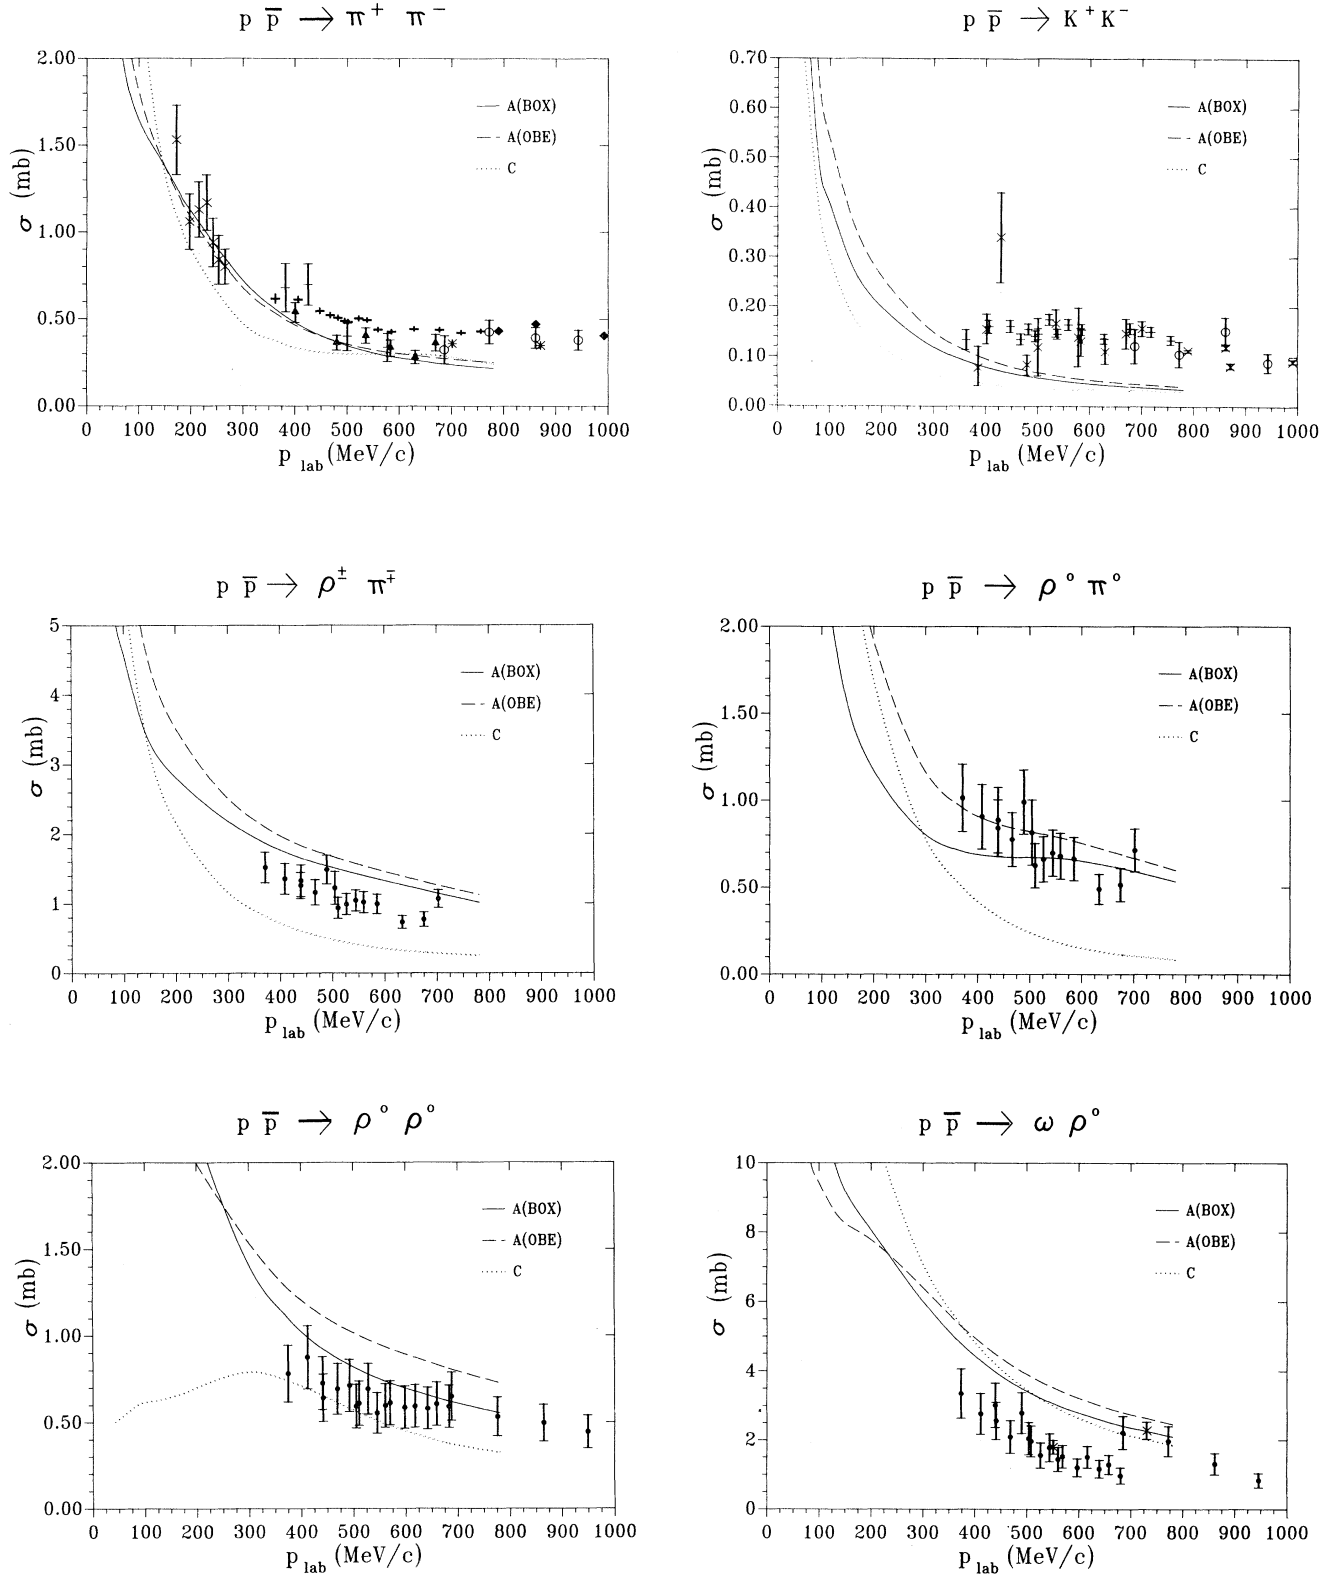 p p̅ → π⁺ π⁻
2.00
1.50
1.00
0.50
0.00
σ (mb)
A(BOX)
A(OBE)
C
0 100 200 300 400 500 600 700 800 900 1000
p lab (MeV/c)
p p̅ → K⁺K⁻
0.70
0.60
0.50
0.40
0.30
0.20
0.10
0.00
σ (mb)
A(BOX)
A(OBE)
C
0 100 200 300 400 500 600 700 800 900 1000
p lab (MeV/c)
p p̅ → ρ± π∓
5
4
3
2
1
0
σ (mb)
A(BOX)
A(OBE)
C
0 100 200 300 400 500 600 700 800 900 1000
p lab (MeV/c)
p p̅ → ρ° π°
2.00
1.50
1.00
0.50
0.00
σ (mb)
A(BOX)
A(OBE)
C
0 100 200 300 400 500 600 700 800 900 1000
p lab (MeV/c)
p p̅ → ρ° ρ°
2.00
1.50
1.00
0.50
0.00
σ (mb)
A(BOX)
A(OBE)
C
0 100 200 300 400 500 600 700 800 900 1000
p lab (MeV/c)
p p̅ → ω ρ°
10
8
6
4
2
0
σ (mb)
A(BOX)
A(OBE)
C
0 100 200 300 400 500 600 700 800 900 1000
p lab (MeV/c)